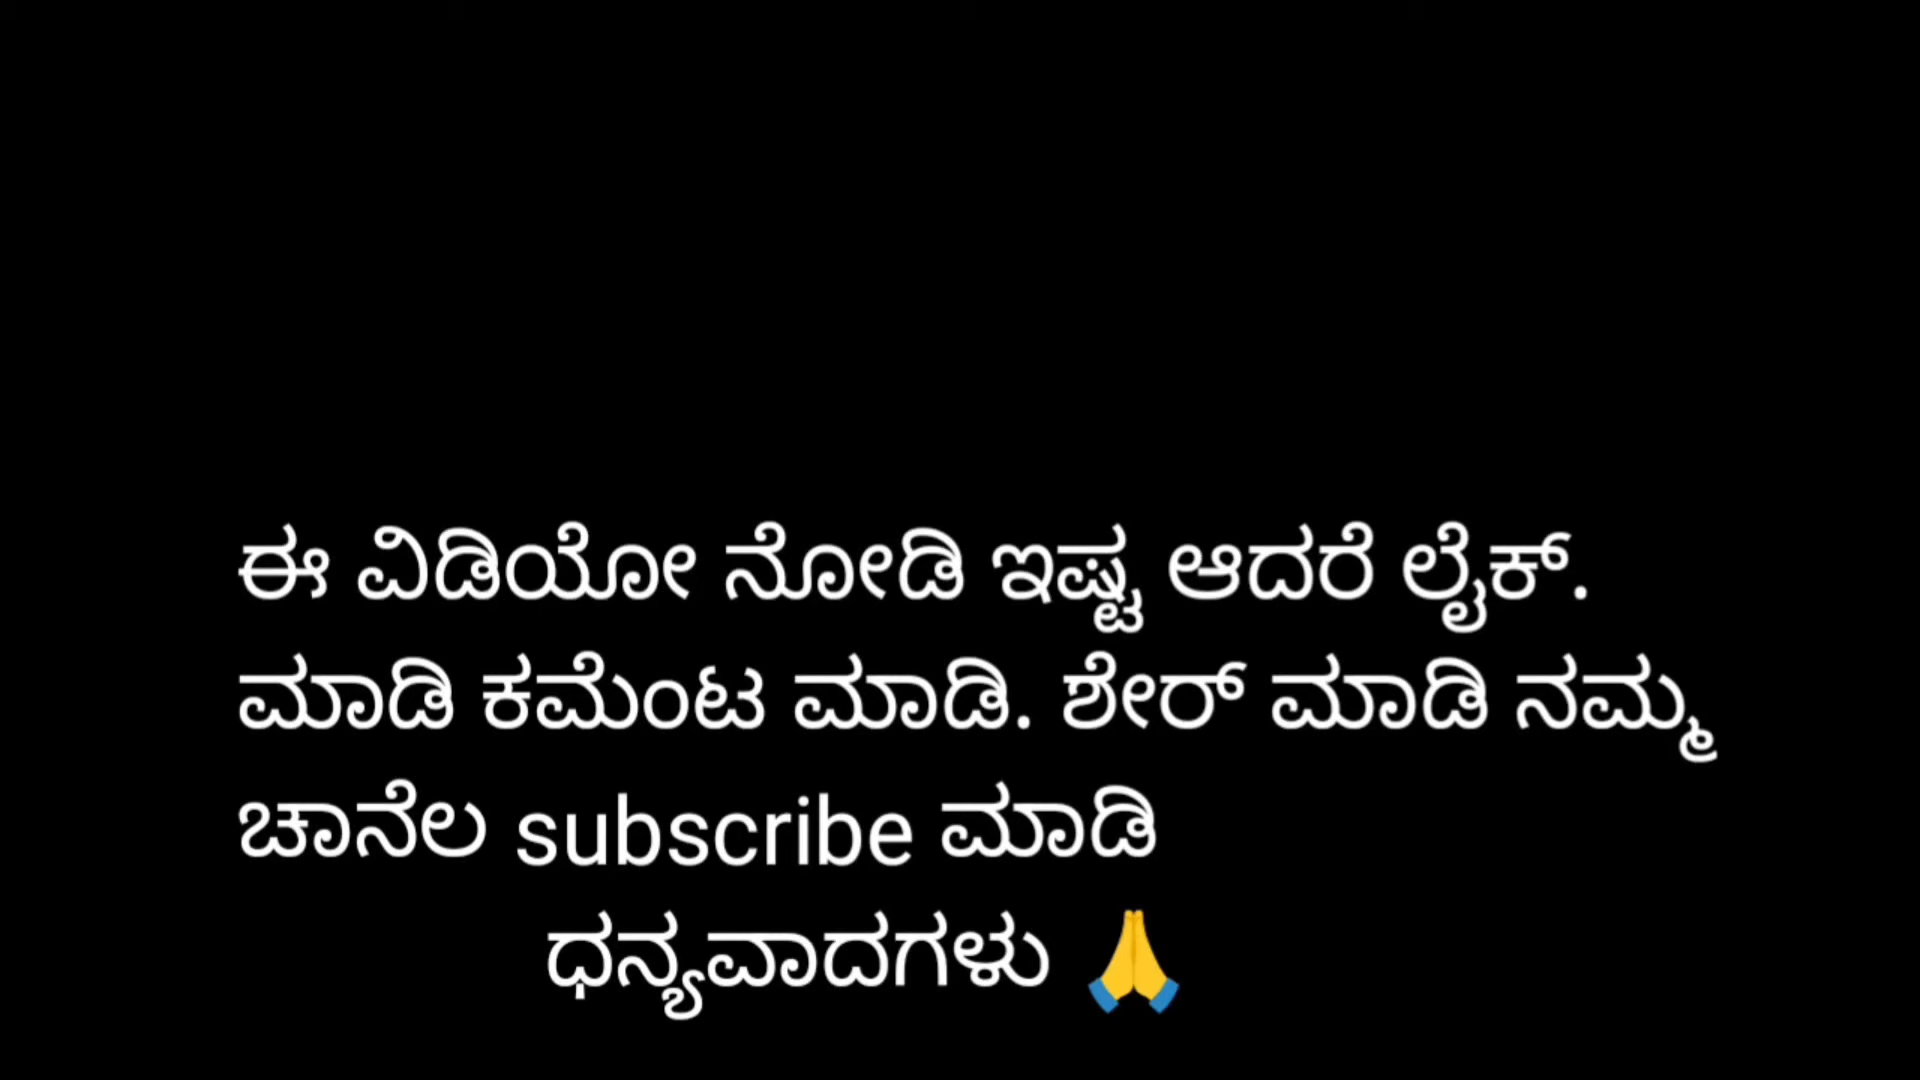 ಈ ವಿಡಿಯೋ ನೋಡಿ ಇಷ್ಟ ಆದರೆ ಲೈಕ್.
ಮಾಡಿ ಕಮೆಂಟ ಮಾಡಿ. ಶೇರ್ ಮಾಡಿ ನಮ್ಮ
ಚಾನೆಲ subscribe ಮಾಡಿ
ಧನ್ಯವಾದಗಳು 🙏